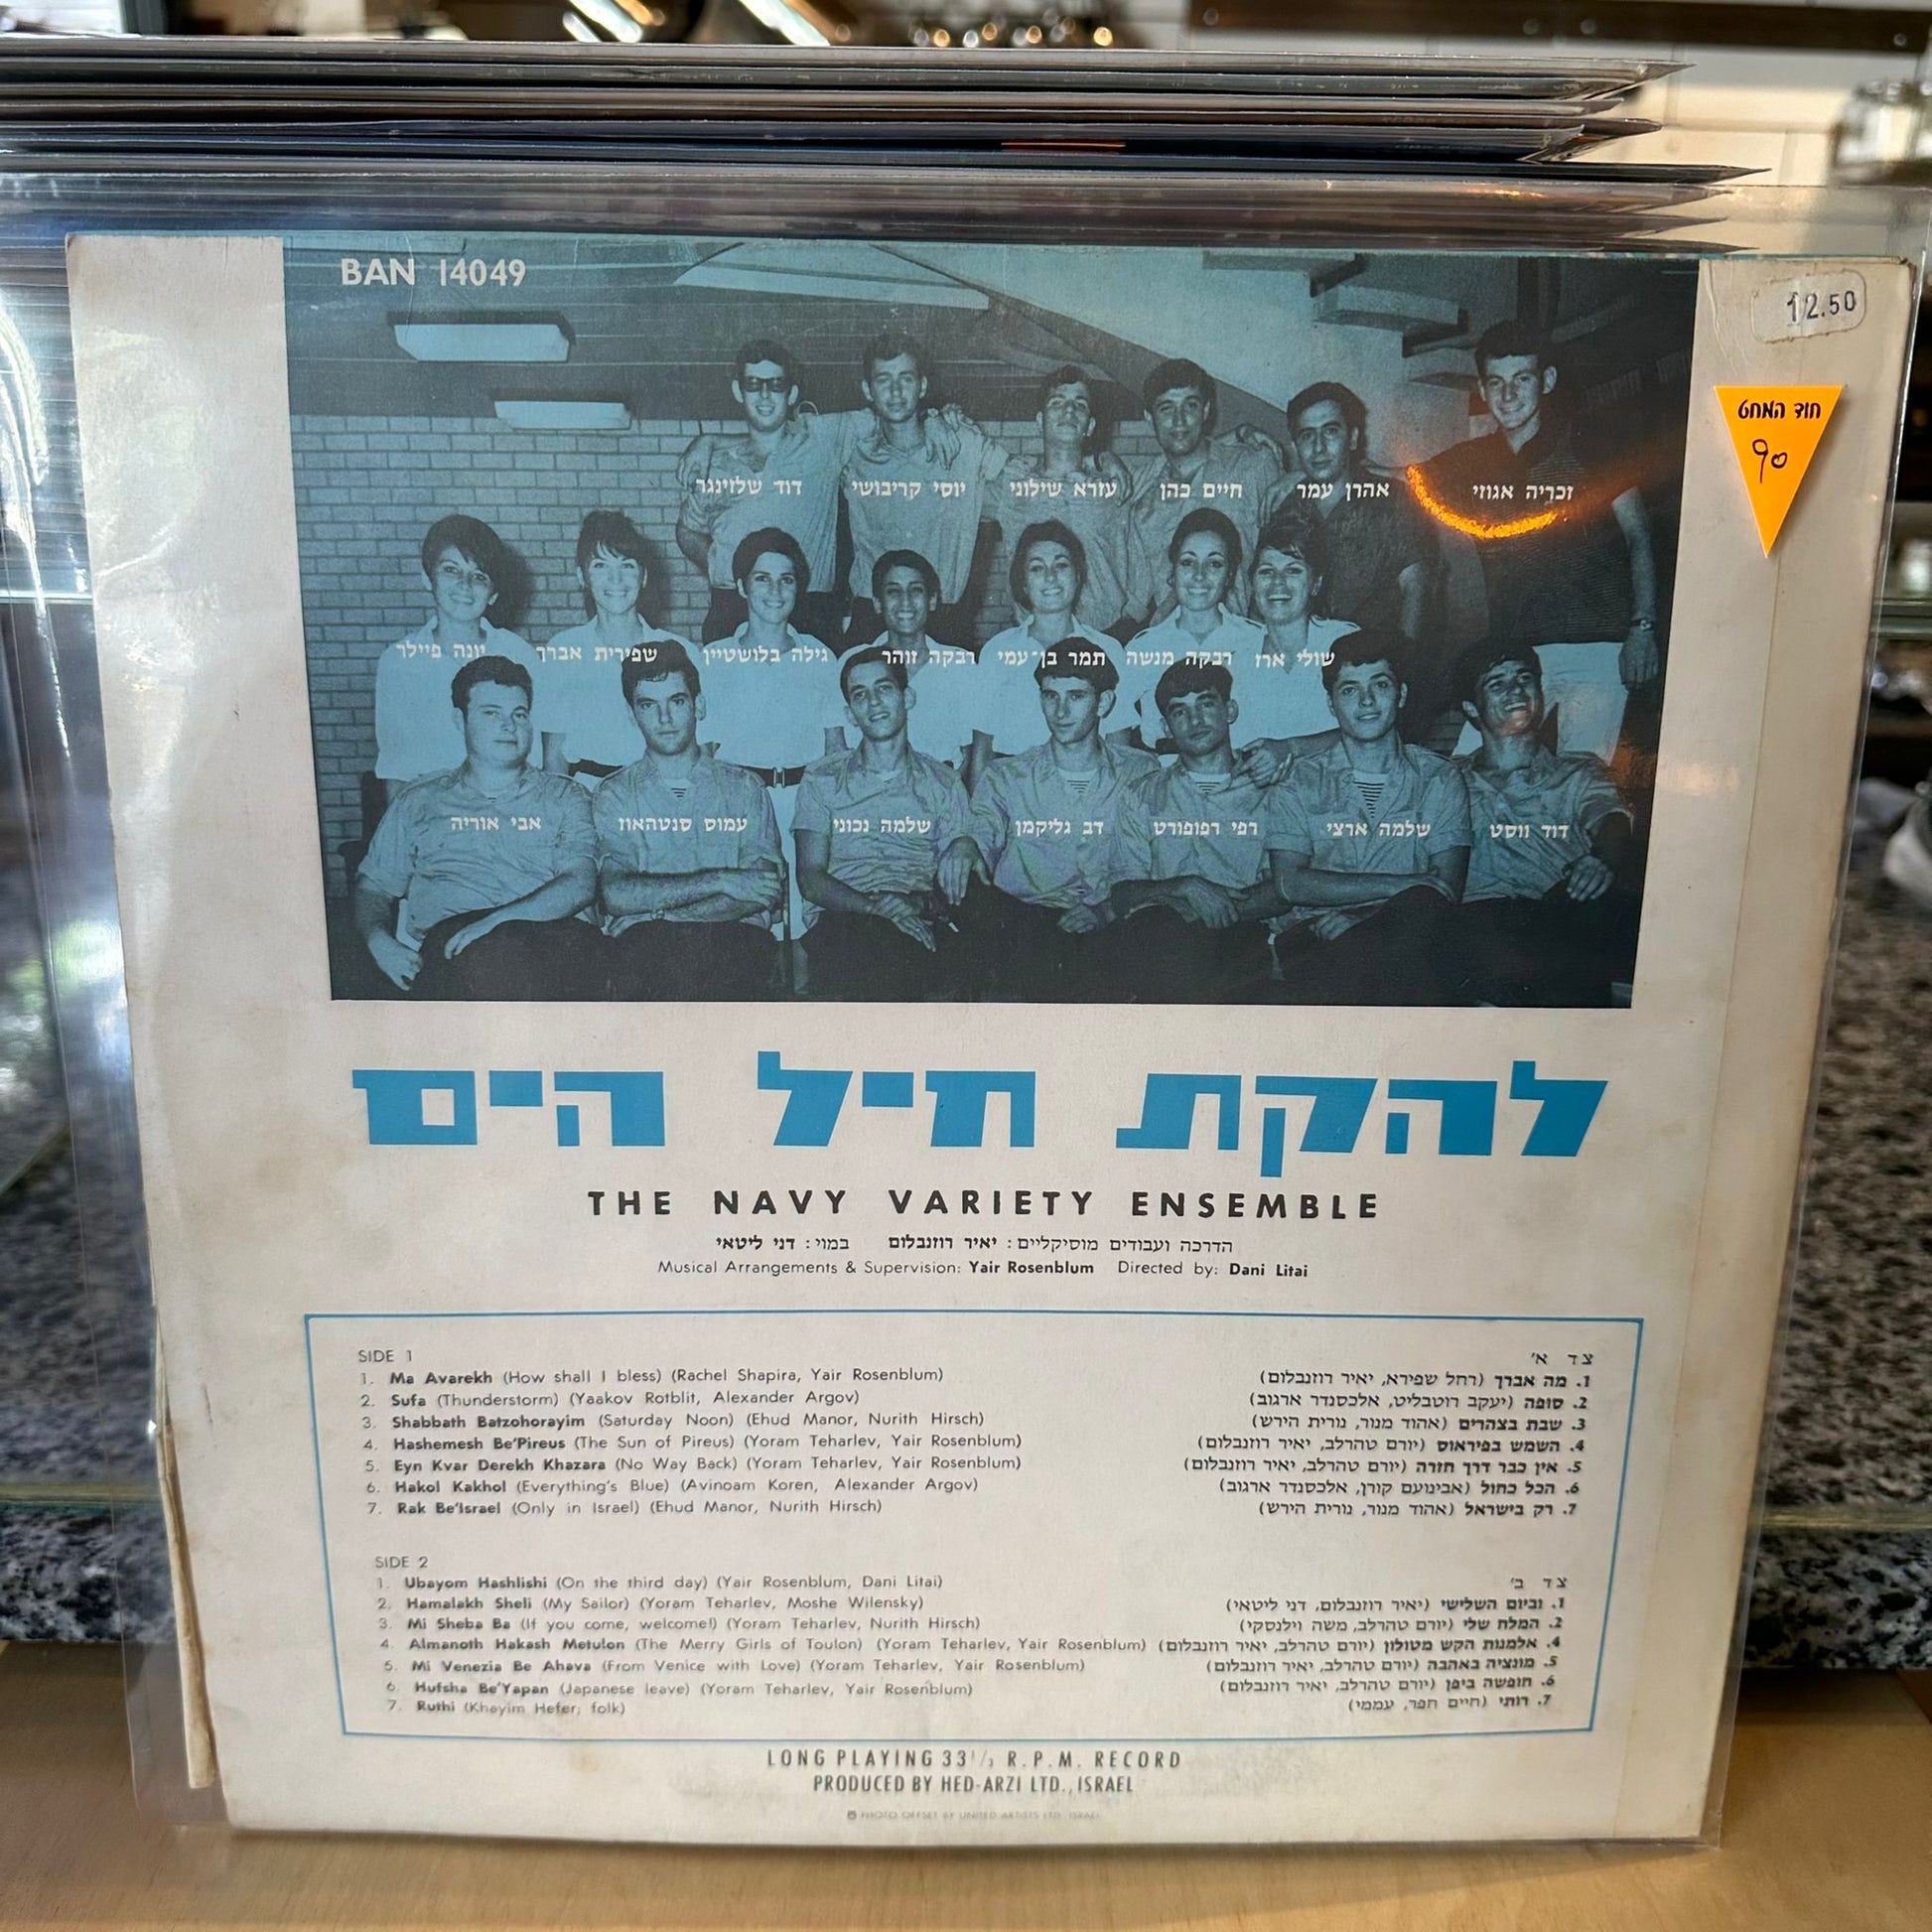 BAN 14049
12.50
חוד המחט
90
דוד שלזינגר יוסי קריבושי עזרא שילוני חיים כהן אהרן עמר זכריה אגוזי
יונה פיילר שפירית אברך גילה בלושטיין רבקה זוהר תמר בן-עמי רבקה מנשה שולי ארז
אבי אוריה עמוס סנטהאוז שלמה נכוני דב גליקמן רפי רפופורט שלמה ארצי דוד ווסט
להקת חיל הים
THE NAVY VARIETY ENSEMBLE
הדרכה ועבודים מוסיקליים: יאיר רוזנבלום במוי: דני ליטאי
Musical Arrangements & Supervision: Yair Rosenblum Directed by: Dani Litai
SIDE 1
1. Ma Avarekh (How shall I bless) (Rachel Shapira, Yair Rosenblum)
2. Sufa (Thunderstorm) (Yaakov Rotblit, Alexander Argov)
3. Shabbath Batzohorayim (Saturday Noon) (Ehud Manor, Nurith Hirsch)
4. Hashemesh Be'Pireus (The Sun of Pireus) (Yoram Teharlev, Yair Rosenblum)
5. Eyn Kvar Derekh Khazara (No Way Back) (Yoram Teharlev, Yair Rosenblum)
6. Hakol Kakhol (Everything's Blue) (Avinoam Koren, Alexander Argov)
7. Rak Be'Israel (Only in Israel) (Ehud Manor, Nurith Hirsch)
צד א'
1. מה אברך (רחל שפירא, יאיר רוזנבלום)
2. סופה (יעקב רוטבליט, אלכסנדר ארגוב)
3. שבת בצהרים (אהוד מנור, נורית הירש)
4. השמש בפיראוס (יורם טהרלב, יאיר רוזנבלום)
5. אין כבר דרך חזרה (יורם טהרלב, יאיר רוזנבלום)
6. הכל כחול (אבינועם קורן, אלכסנדר ארגוב)
7. רק בישראל (אהוד מנור, נורית הירש)
SIDE 2
1. Ubayom Hashlishi (On the third day) (Yair Rosenblum, Dani Litai)
2. Hamalakh Sheli (My Sailor) (Yoram Teharlev, Moshe Wilensky)
3. Mi Sheba Ba (If you come, welcome!) (Yoram Teharlev, Nurith Hirsch)
4. Almanoth Hakash Metulon (The Merry Girls of Toulon) (Yoram Teharlev, Yair Rosenblum)
5. Mi Venezia Be Ahava (From Venice with Love) (Yoram Teharlev, Yair Rosenblum)
6. Hufsha Be'Yapan (Japanese leave) (Yoram Teharlev, Yair Rosenblum)
7. Ruthi (Khayim Hefer, folk)
צד ב'
1. וביום השלישי (יאיר רוזנבלום, דני ליטאי)
2. המלח שלי (יורם טהרלב, משה וילנסקי)
4. אלמנות הקש מטולון (יורם טהרלב, יאיר רוזנבלום)
5. מונציה באהבה (יורם טהרלב, יאיר רוזנבלום)
6. חופשה ביפן (יורם טהרלב, יאיר רוזנבלום)
7. רותי (חיים חפר, עממי)
LONG PLAYING 33 1/3 R.P.M. RECORD
PRODUCED BY HED-ARZI LTD., ISRAEL
PHOTO OFFSET BY UNITED ARTISTS LTD. ISRAEL